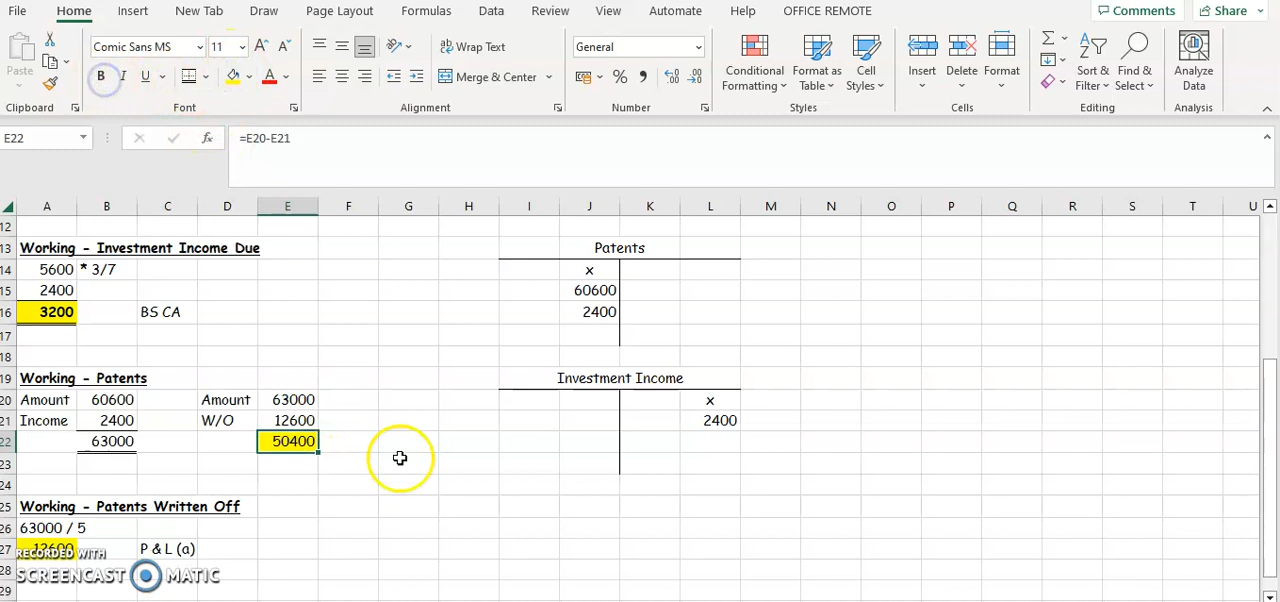 File Home Insert New Tab Draw Page Layout Formulas Data Review View Automate Help OFFICE REMOTE Comments Share
Comic Sans MS 11 A A Wrap Text General
Paste B I U A Merge & Center % Conditional Formatting Format as Table Cell Styles Insert Delete Format Sort & Filter Find & Select Analyze Data
Clipboard Font Alignment Number Styles Cells Editing Analysis
E22 fx =E20-E21
A B C D E F G H I J K L M N O P Q R S T U
12
13 Working - Investment Income Due Patents
14 5600 * 3/7 x
15 2400 60600
16 3200 BS CA 2400
17
18
19 Working - Patents Investment Income
20 Amount 60600 Amount 63000 x
21 Income 2400 W/O 12600 2400
22 63000 50400
23
24
25 Working - Patents Written Off
26 63000 / 5
27 12600 P & L (a)
28
29
RECORDED WITH
SCREENCAST MATIC